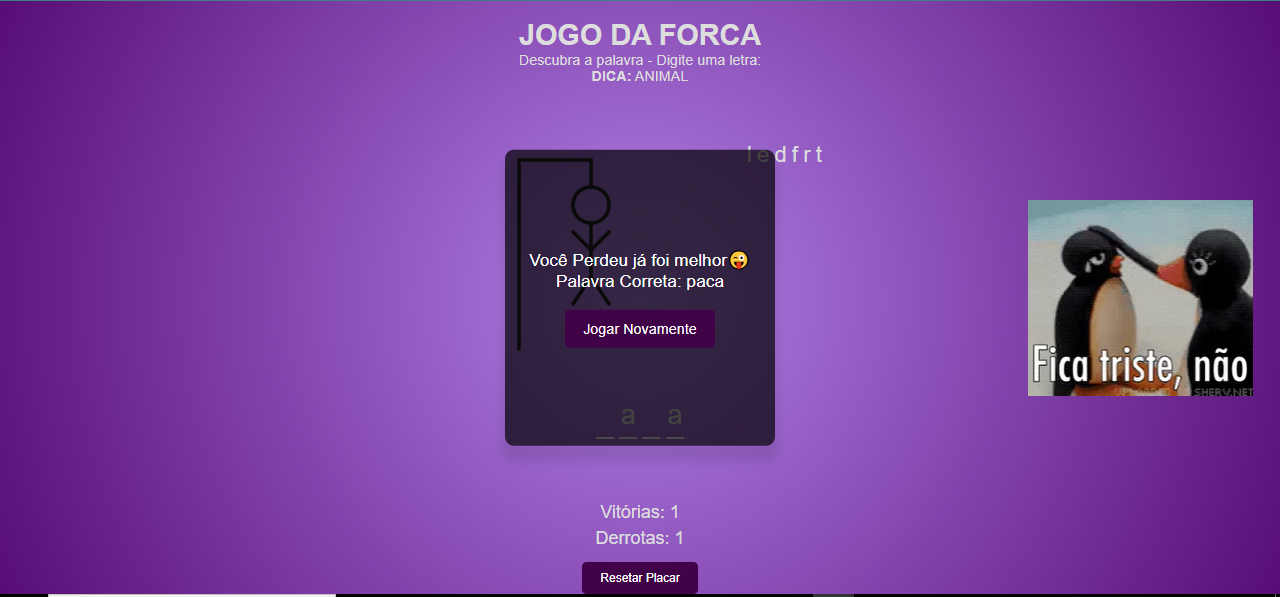 JOGO DA FORCA
Descubra a palavra - Digite uma letra:
DICA: ANIMAL
l e d f r t
Você Perdeu já foi melhor😜
Palavra Correta: paca
Jogar Novamente
Fica triste, não
SHERV.NET
_ a _ a
Vitórias: 1
Derrotas: 1
Resetar Placar